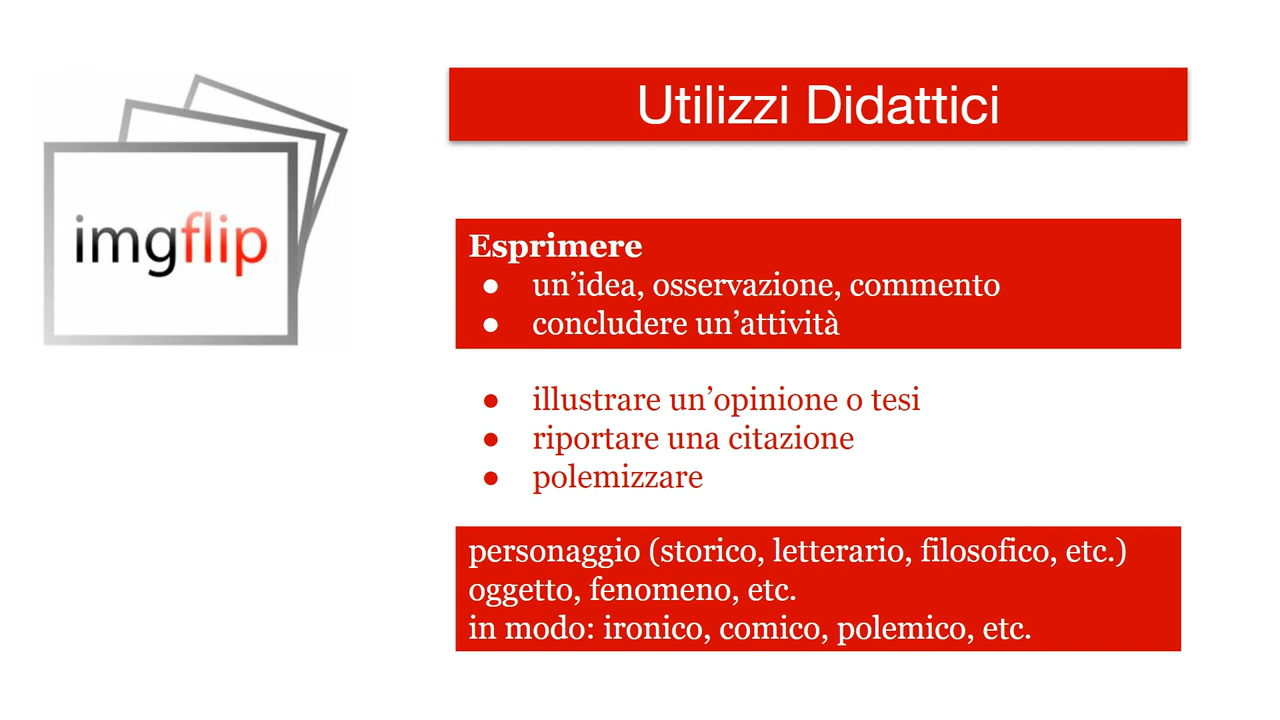 imgflip
Utilizzi Didattici
Esprimere
● un’idea, osservazione, commento
● concludere un’attività
● illustrare un’opinione o tesi
● riportare una citazione
● polemizzare
personaggio (storico, letterario, filosofico, etc.)
oggetto, fenomeno, etc.
in modo: ironico, comico, polemico, etc.